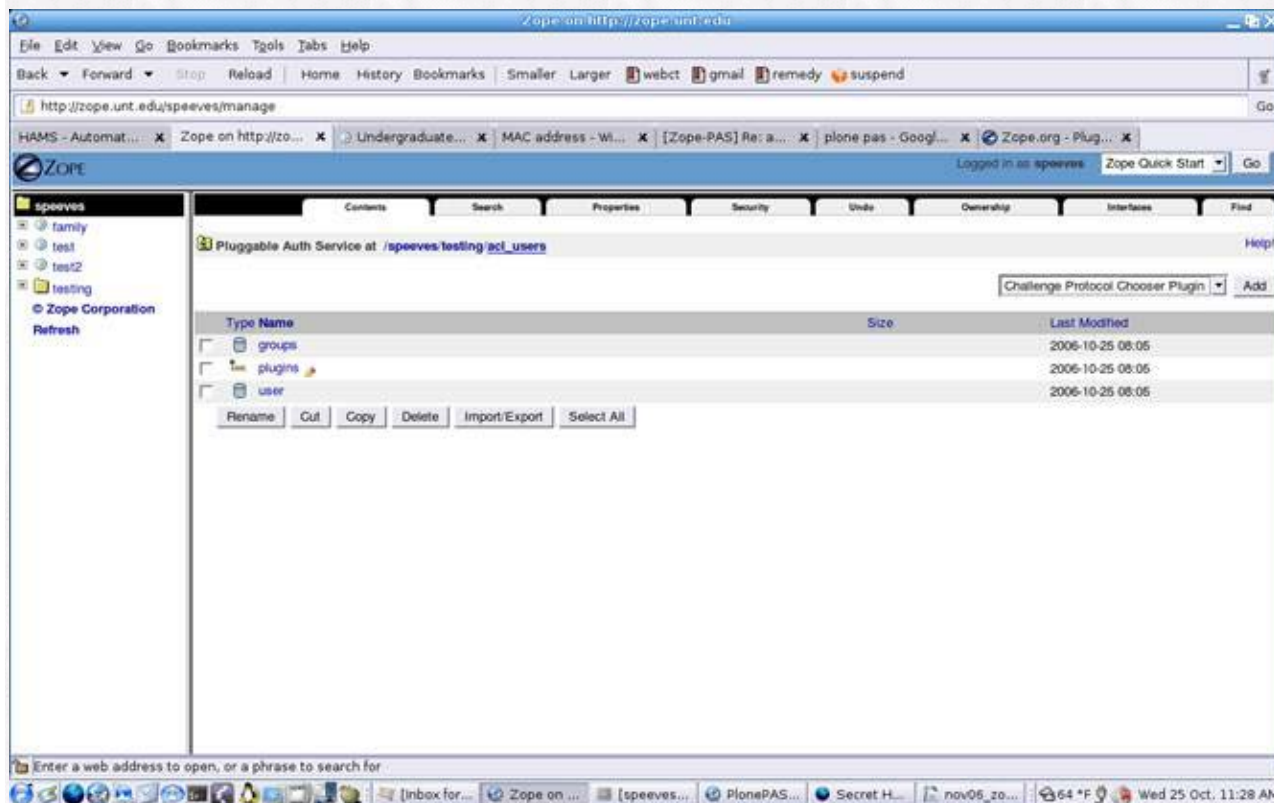 Zope on http://zope.unt.edu
File Edit View Go Bookmarks Tools Tabs Help
Back Forward Stop Reload Home History Bookmarks Smaller Larger webct gmail remedy suspend
http://zope.unt.edu/speeves/manage Go
HAMS - Automat... Zope on http://zo... Undergraduate... MAC address - Wi... [Zope-PAS] Re: a... plone pas - Googl... Zope.org - Plug...
ZOPE Logged in as speeves Zope Quick Start Go
speeves
family
test
test2
testing
© Zope Corporation
Refresh
Contents Search Properties Security Undo Ownership Interfaces Find
Pluggable Auth Service at /speeves/testing/acl_users Help!
Challenge Protocol Chooser Plugin Add
Type Name Size Last Modified
groups 2006-10-25 08:05
plugins 2006-10-25 08:05
user 2006-10-25 08:05
Rename Cut Copy Delete Import/Export Select All
Enter a web address to open, or a phrase to search for
[Inbox for... Zope on ... [speeves... PlonePAS... Secret H... nov06_zo... 64 °F Wed 25 Oct, 11:28 AM